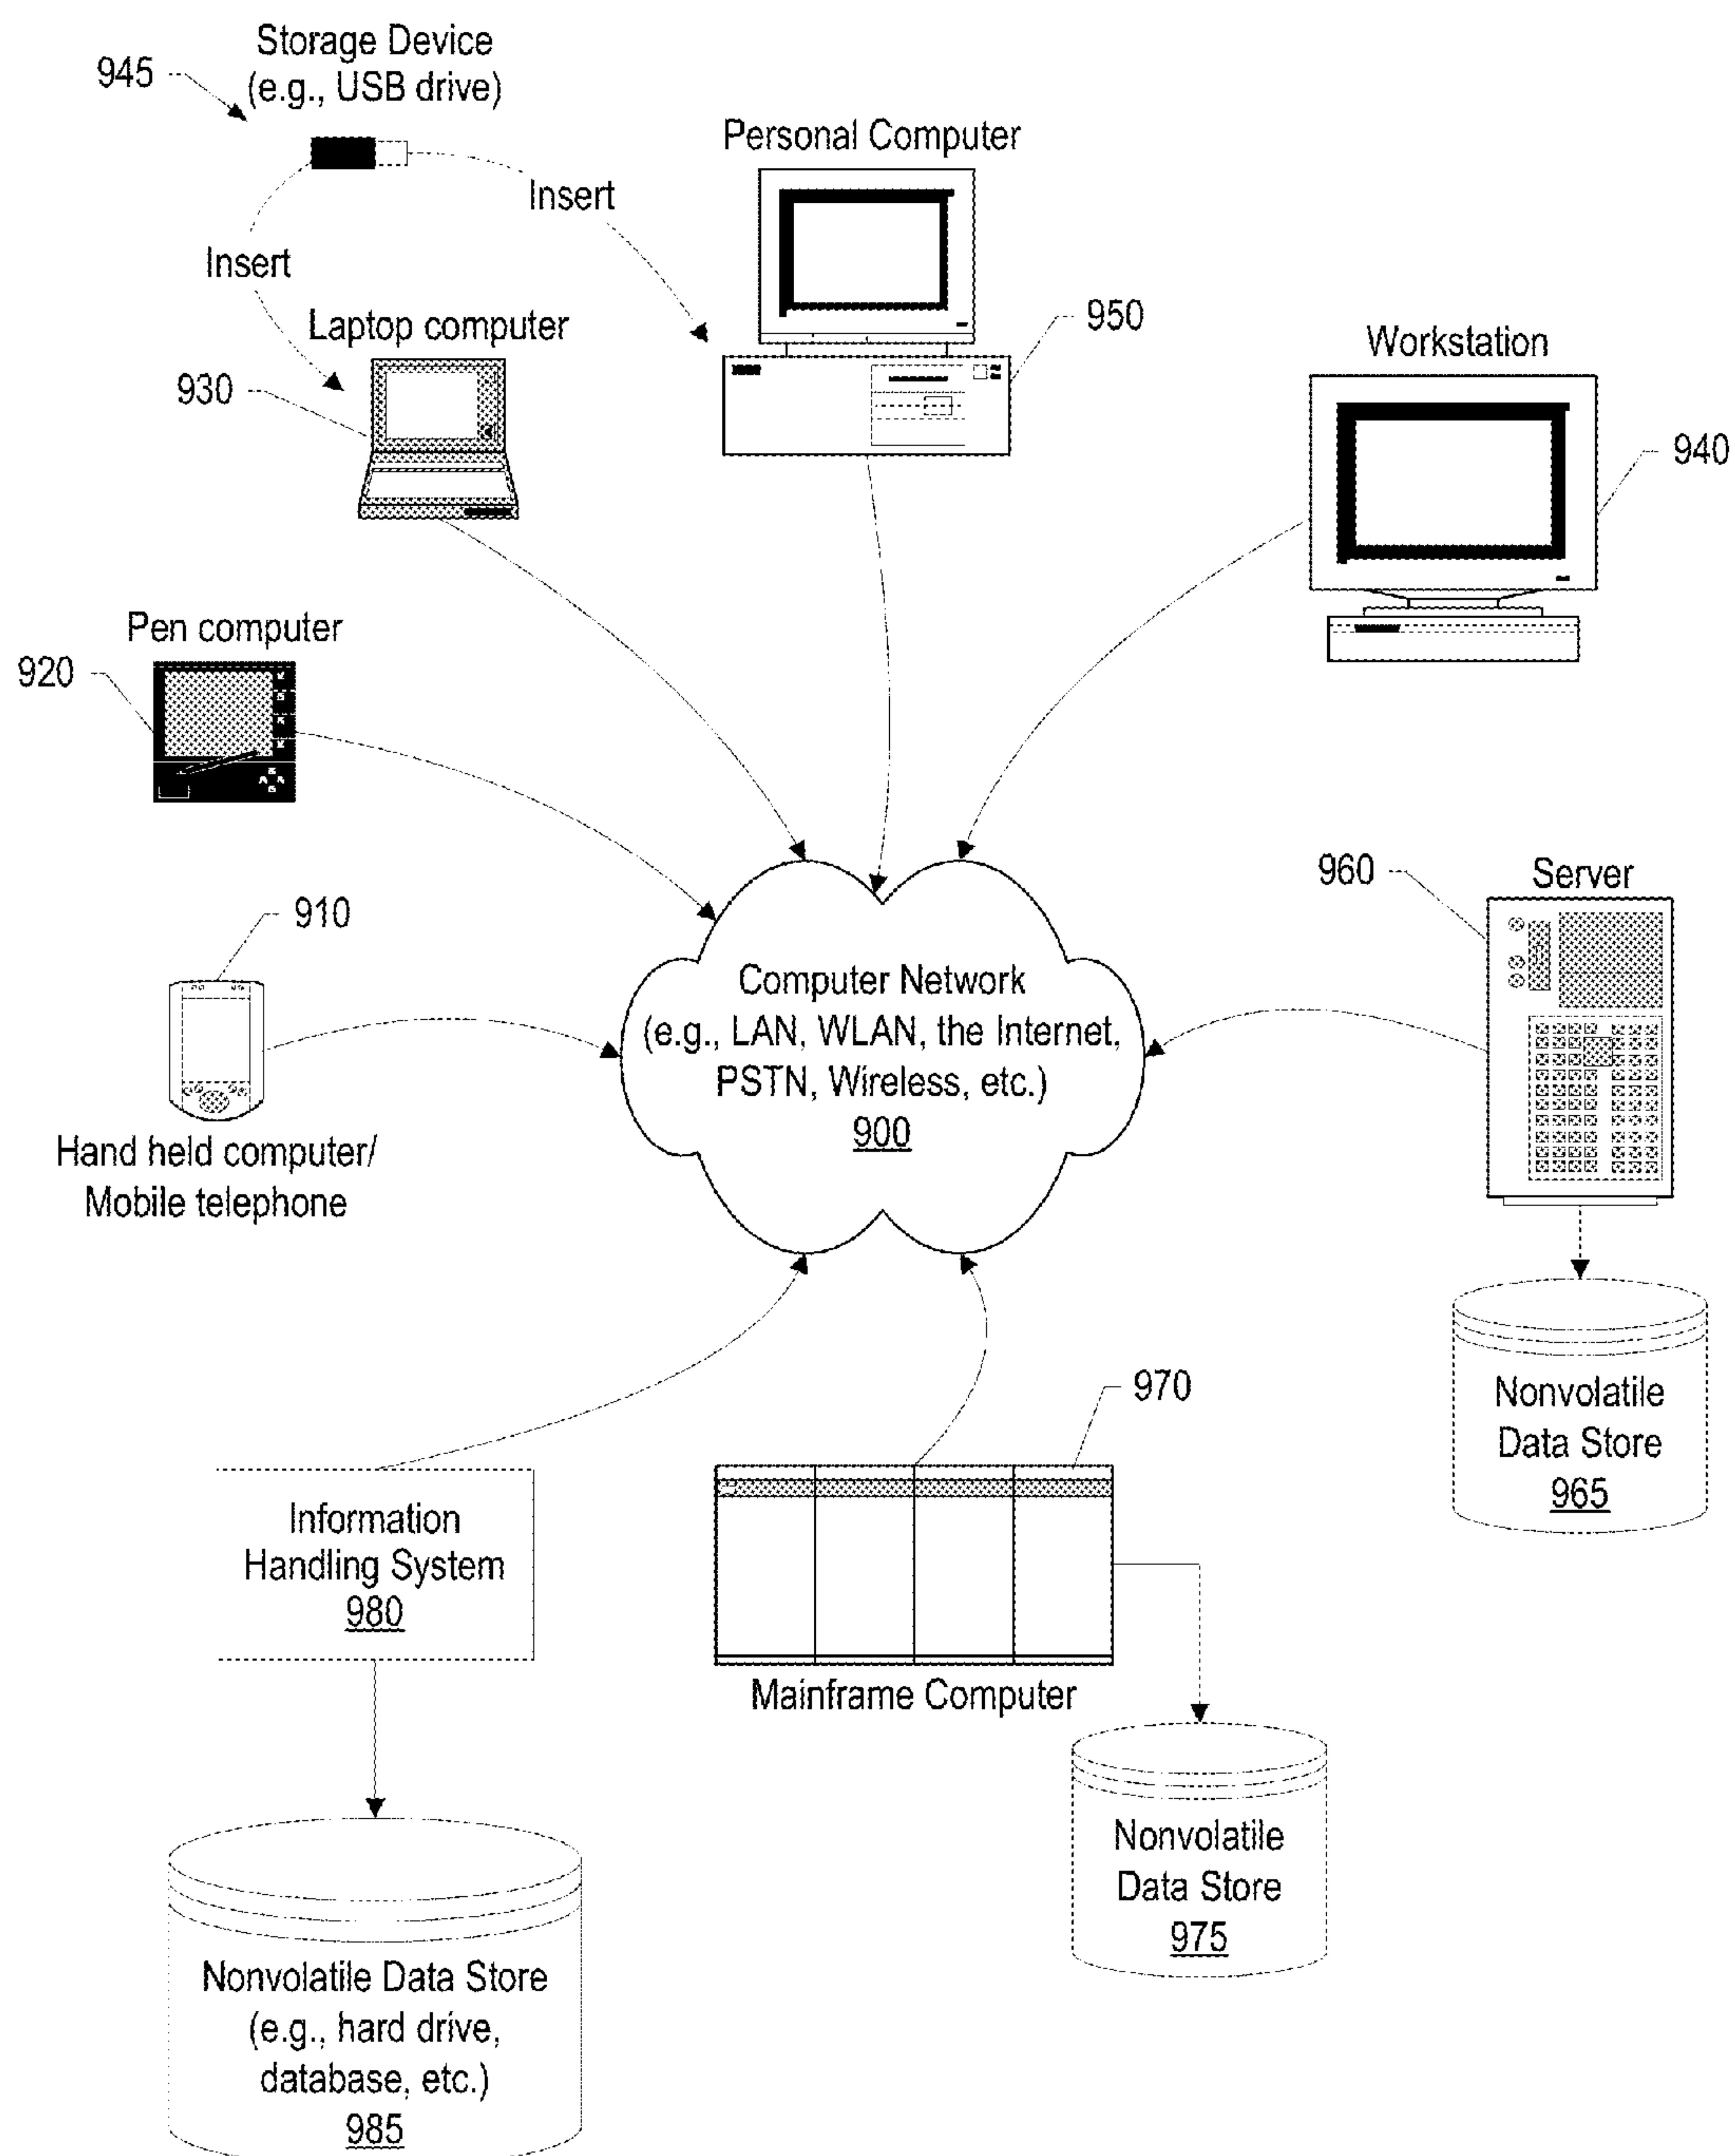 945
Storage Device
(e.g., USB drive)
Insert
Insert
Personal Computer
950
Laptop computer
930
Workstation
940
Pen computer
920
910
Hand held computer/
Mobile telephone
Computer Network
(e.g., LAN, WLAN, the Internet,
PSTN, Wireless, etc.)
900
960
Server
Nonvolatile
Data Store
965
970
Mainframe Computer
Information
Handling System
980
Nonvolatile
Data Store
975
Nonvolatile Data Store
(e.g., hard drive,
database, etc.)
985